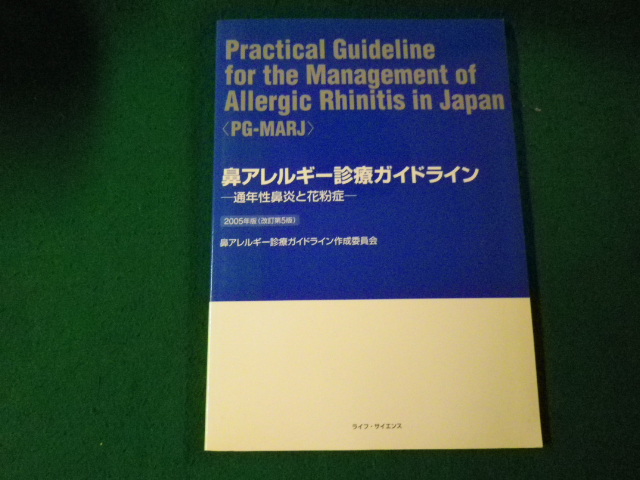 Practical Guideline
for the Management of
Allergic Rhinitis in Japan
〈PG-MARJ〉
鼻アレルギー診療ガイドライン
―通年性鼻炎と花粉症―
2005年版(改訂第5版)
鼻アレルギー診療ガイドライン作成委員会
ライフ・サイエンス